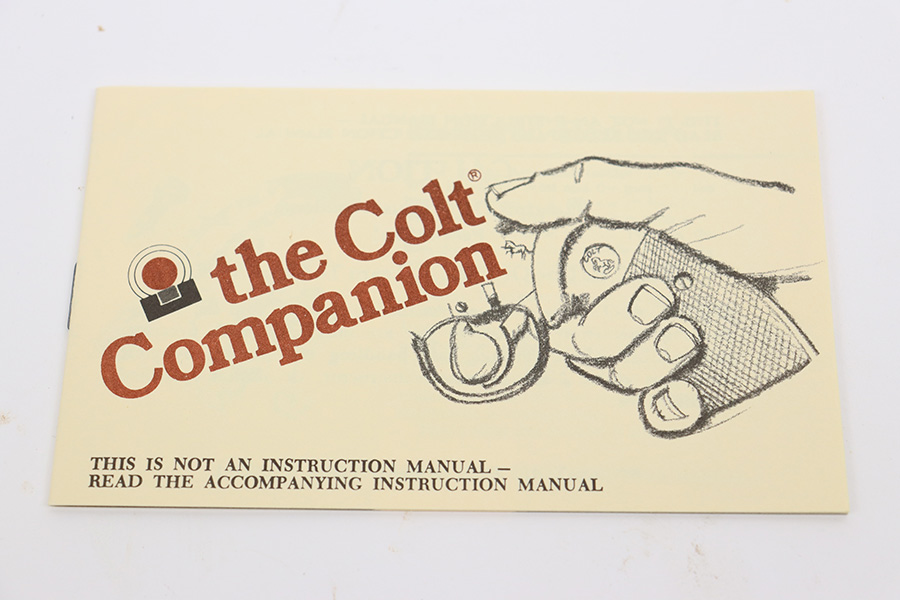 the Colt®
Companion
THIS IS NOT AN INSTRUCTION MANUAL —
READ THE ACCOMPANYING INSTRUCTION MANUAL